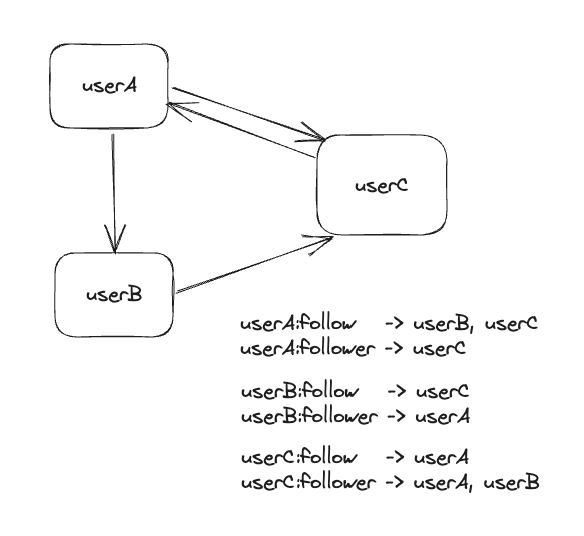 userA
userC
userB
userA:follow -> userB, userC
userA:follower -> userC
userB:follow -> userC
userB:follower -> userA
userC:follow -> userA
userC:follower -> userA, userB